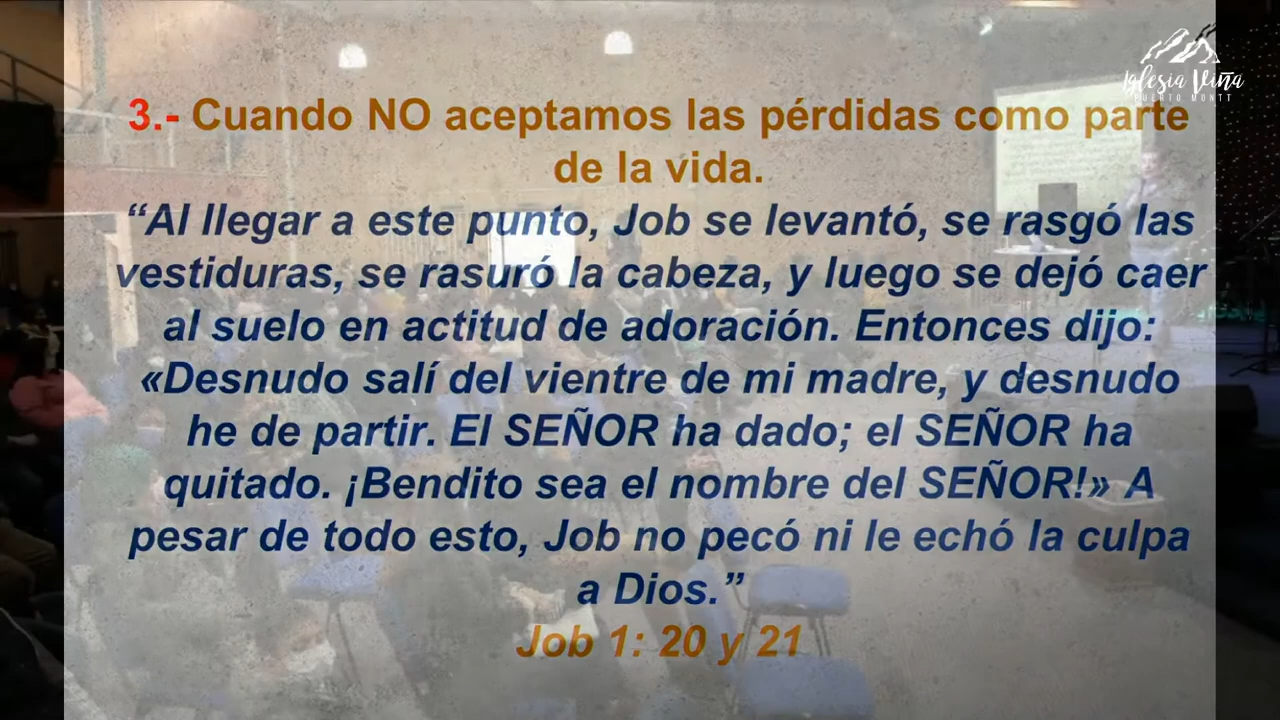 Iglesia Viña
PUERTO MONTT
3.- Cuando NO aceptamos las pérdidas como parte
de la vida.
“Al llegar a este punto, Job se levantó, se rasgó las
vestiduras, se rasuró la cabeza, y luego se dejó caer
al suelo en actitud de adoración. Entonces dijo:
«Desnudo salí del vientre de mi madre, y desnudo
he de partir. El SEÑOR ha dado; el SEÑOR ha
quitado. ¡Bendito sea el nombre del SEÑOR!» A
pesar de todo esto, Job no pecó ni le echó la culpa
a Dios.”
Job 1: 20 y 21